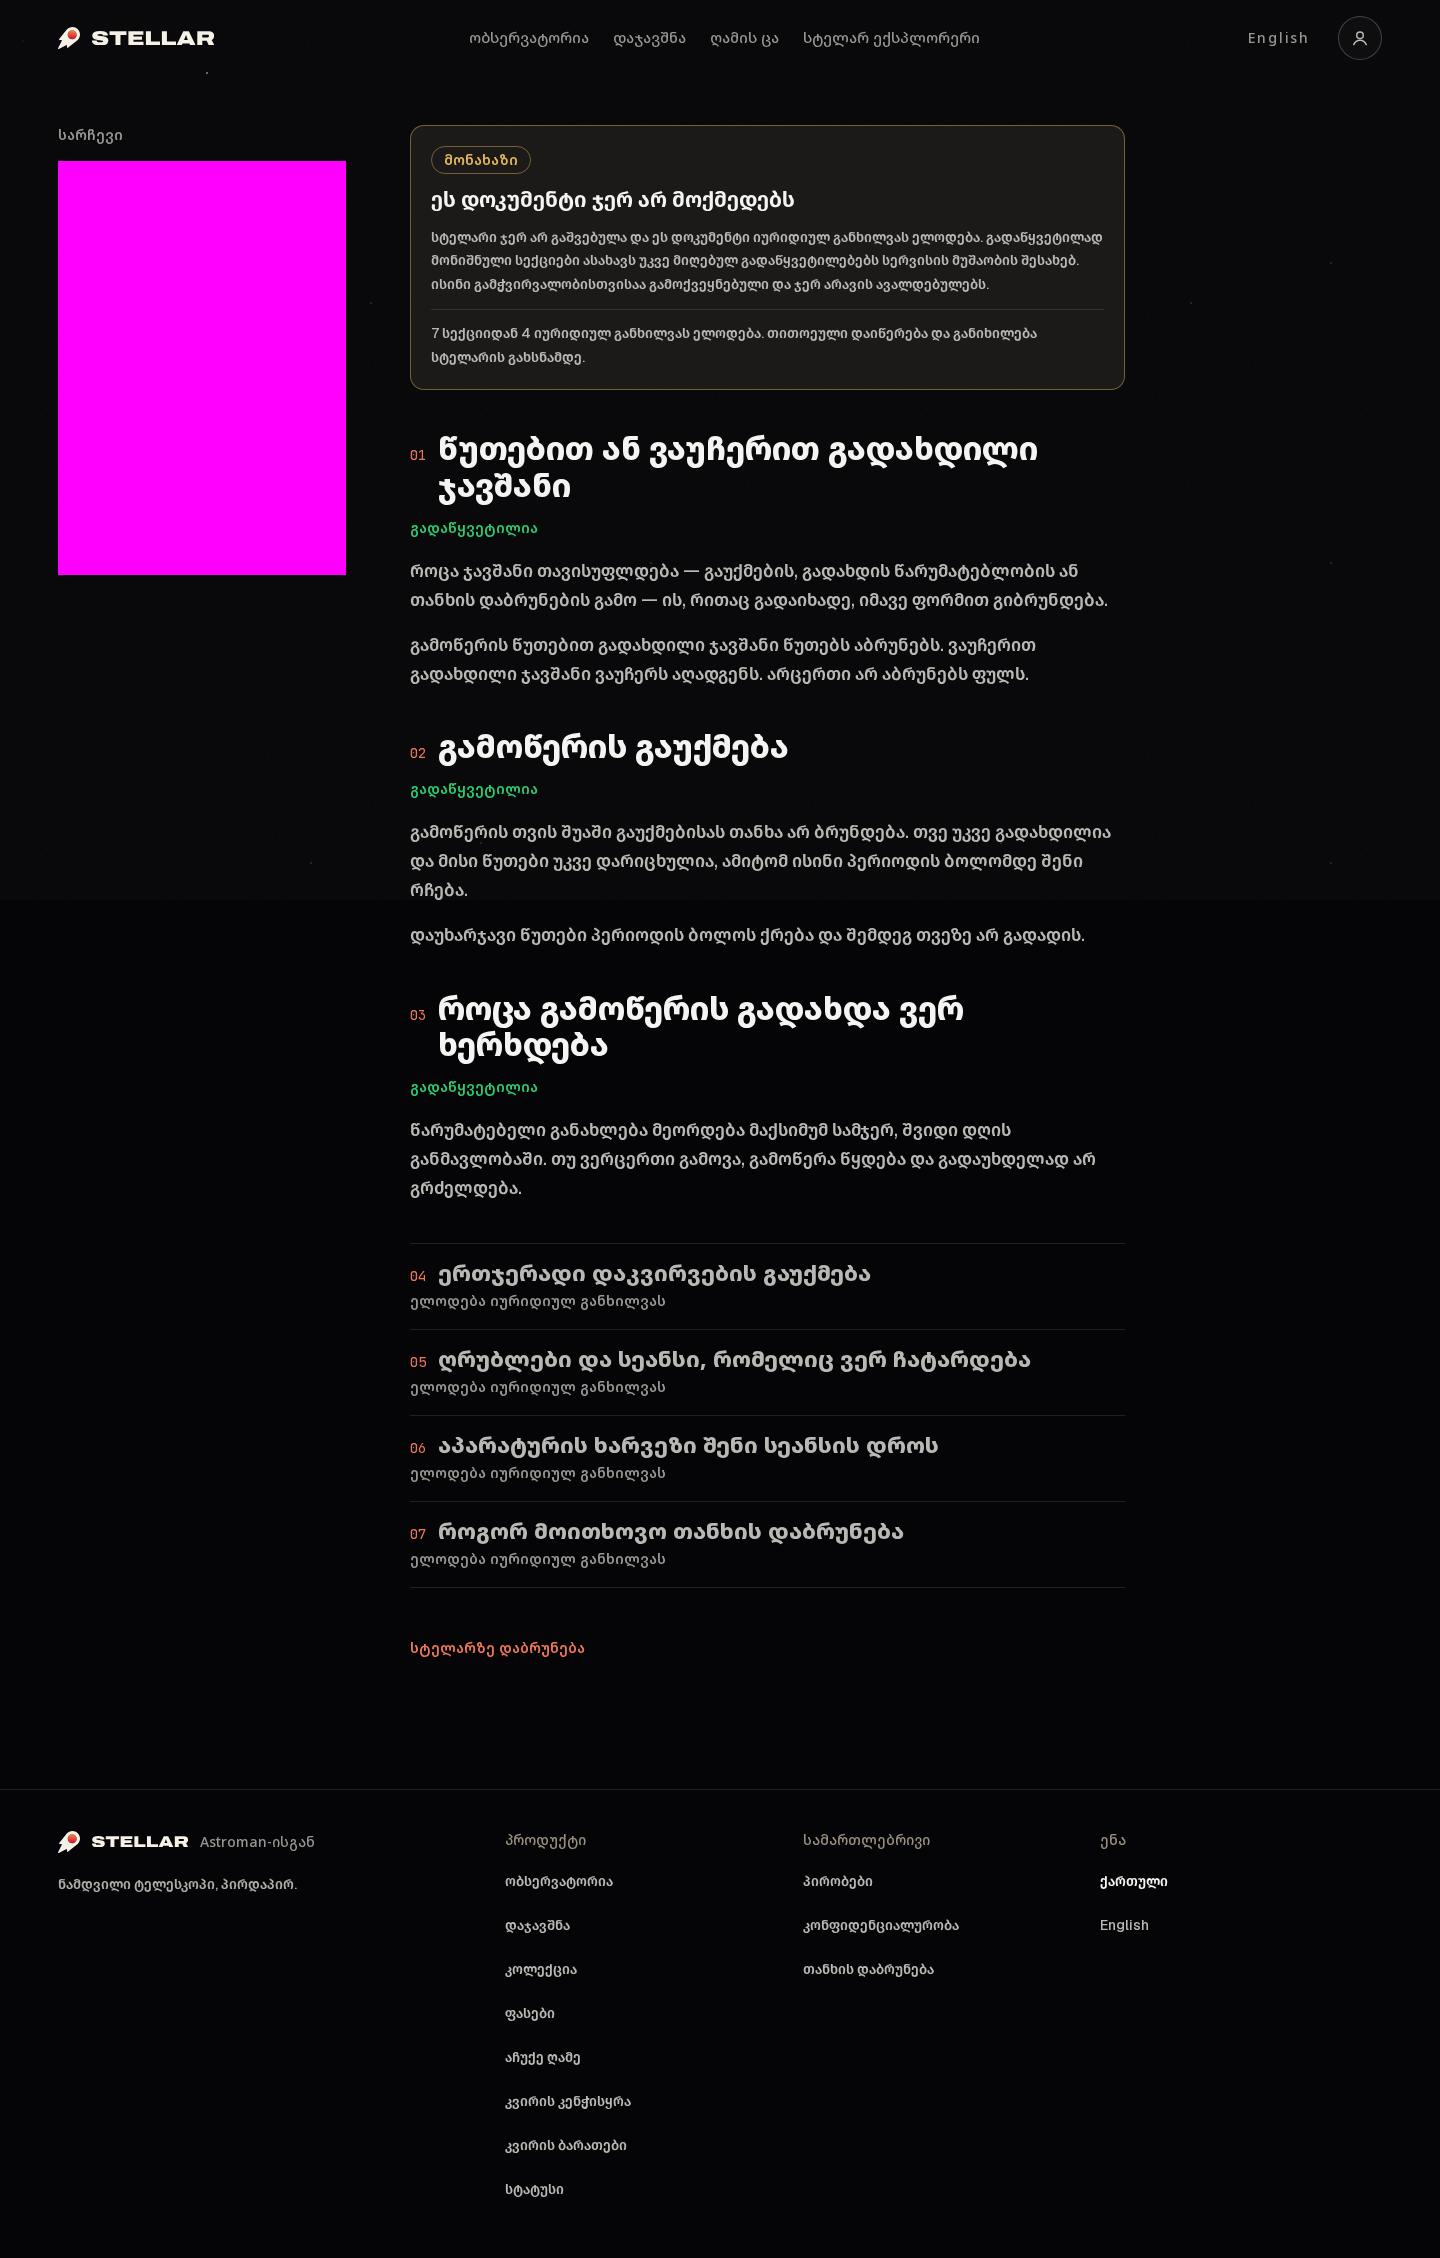 STELLAR
ობსერვატორია
დაჯავშნა
ღამის ცა
სტელარ ექსპლორერი
English
სარჩევი
მონახაზი
ეს დოკუმენტი ჯერ არ მოქმედებს
სტელარი ჯერ არ გაშვებულა და ეს დოკუმენტი იურიდიულ განხილვას ელოდება. გადაწყვეტილად
მონიშნული სექციები ასახავს უკვე მიღებულ გადაწყვეტილებებს სერვისის მუშაობის შესახებ.
ისინი გამჭვირვალობისთვისაა გამოქვეყნებული და ჯერ არავის ავალდებულებს.
7 სექციიდან 4 იურიდიულ განხილვას ელოდება. თითოეული დაიწერება და განიხილება
სტელარის გახსნამდე.
01 წუთებით ან ვაუჩერით გადახდილი
ჯავშანი
გადაწყვეტილია
როცა ჯავშანი თავისუფლდება — გაუქმების, გადახდის წარუმატებლობის ან
თანხის დაბრუნების გამო — ის, რითაც გადაიხადე, იმავე ფორმით გიბრუნდება.
გამოწერის წუთებით გადახდილი ჯავშანი წუთებს აბრუნებს. ვაუჩერით
გადახდილი ჯავშანი ვაუჩერს აღადგენს. არცერთი არ აბრუნებს ფულს.
02 გამოწერის გაუქმება
გადაწყვეტილია
გამოწერის თვის შუაში გაუქმებისას თანხა არ ბრუნდება. თვე უკვე გადახდილია
და მისი წუთები უკვე დარიცხულია, ამიტომ ისინი პერიოდის ბოლომდე შენი
რჩება.
დაუხარჯავი წუთები პერიოდის ბოლოს ქრება და შემდეგ თვეზე არ გადადის.
03 როცა გამოწერის გადახდა ვერ
ხერხდება
გადაწყვეტილია
წარუმატებელი განახლება მეორდება მაქსიმუმ სამჯერ, შვიდი დღის
განმავლობაში. თუ ვერცერთი გამოვა, გამოწერა წყდება და გადაუხდელად არ
გრძელდება.
04 ერთჯერადი დაკვირვების გაუქმება
ელოდება იურიდიულ განხილვას
05 ღრუბლები და სეანსი, რომელიც ვერ ჩატარდება
ელოდება იურიდიულ განხილვას
06 აპარატურის ხარვეზი შენი სეანსის დროს
ელოდება იურიდიულ განხილვას
07 როგორ მოითხოვო თანხის დაბრუნება
ელოდება იურიდიულ განხილვას
სტელარზე დაბრუნება
STELLAR Astroman-ისგან
ნამდვილი ტელესკოპი, პირდაპირ.
პროდუქტი
ობსერვატორია
დაჯავშნა
კოლექცია
ფასები
აჩუქე ღამე
კვირის კენჭისყრა
კვირის ბარათები
სტატუსი
სამართლებრივი
პირობები
კონფიდენციალურობა
თანხის დაბრუნება
ენა
ქართული
English